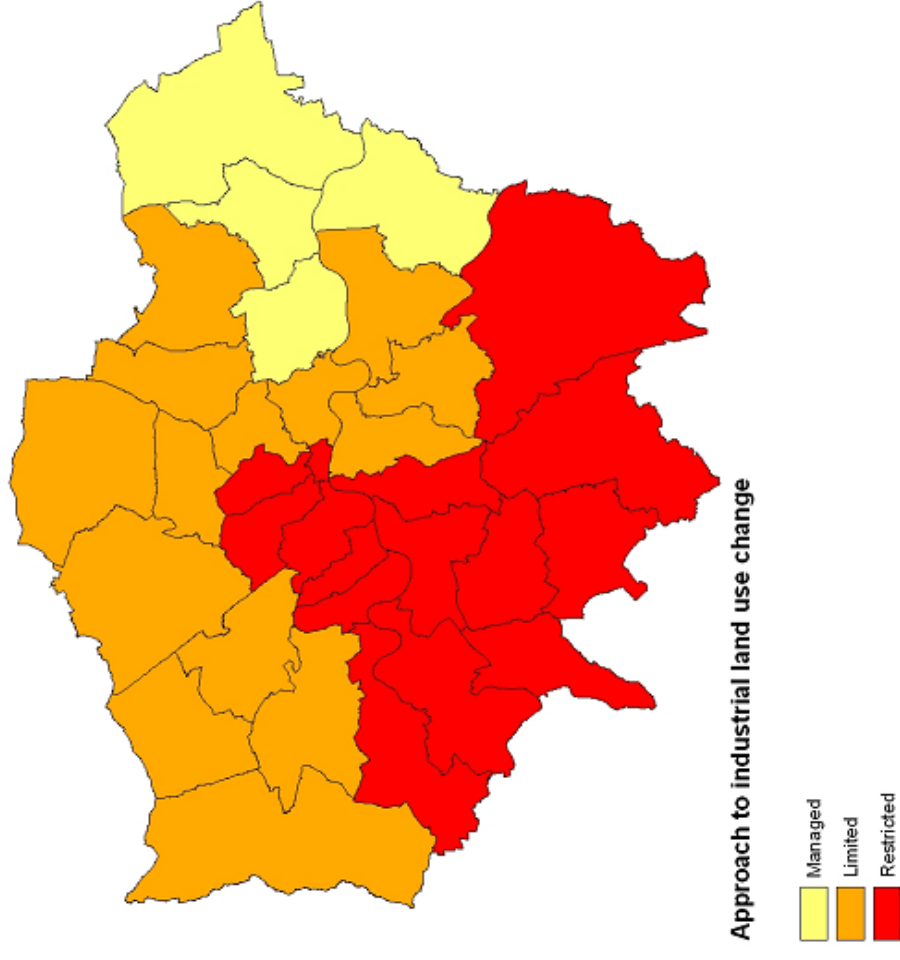 Approach to industrial land use change
Managed
Limited
Restricted